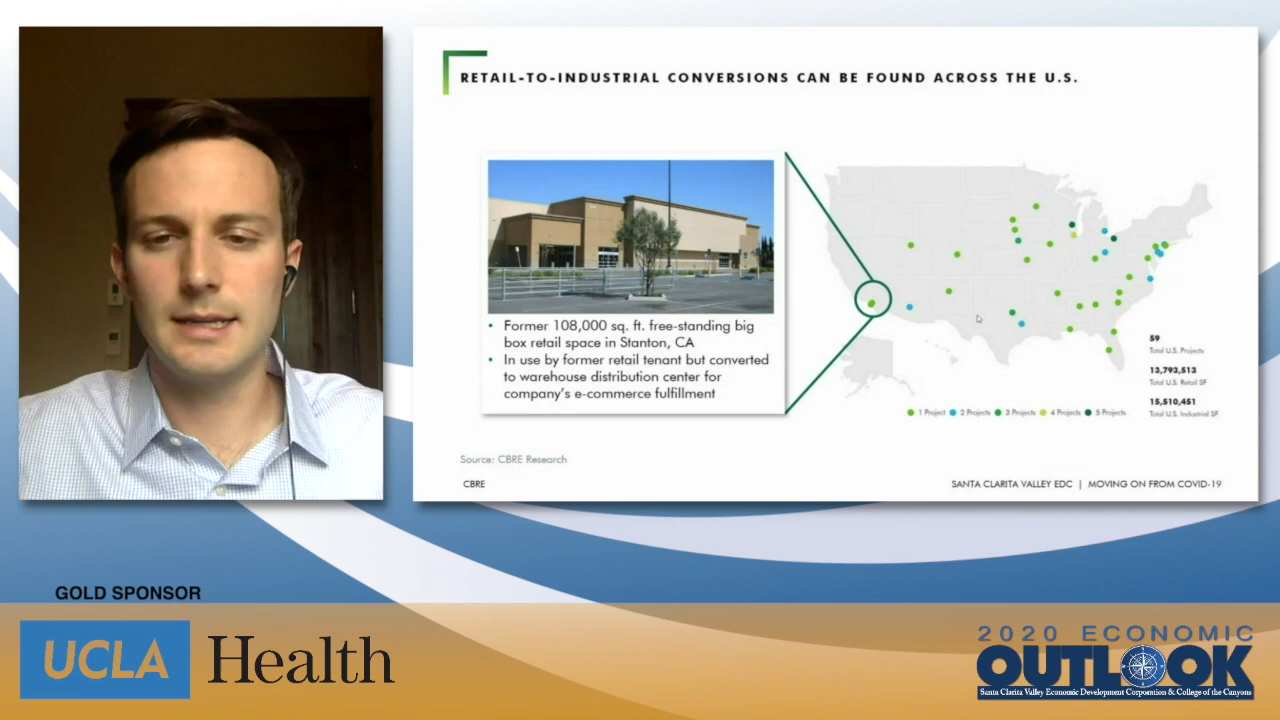 RETAIL-TO-INDUSTRIAL CONVERSIONS CAN BE FOUND ACROSS THE U.S.
• Former 108,000 sq. ft. free-standing big
box retail space in Stanton, CA
• In use by former retail tenant but converted
to warehouse distribution center for
company's e-commerce fulfillment
59
Total U.S. Projects
13,793,513
Total U.S. Retail SF
15,510,451
Total U.S. Industrial SF
1 Project 2 Projects 3 Projects 4 Projects 5 Projects
Source: CBRE Research
CBRE
SANTA CLARITA VALLEY EDC | MOVING ON FROM COVID-19
GOLD SPONSOR
UCLA Health
2020 ECONOMIC
OUTLOOK
Santa Clarita Valley Economic Development Corporation & College of the Canyons